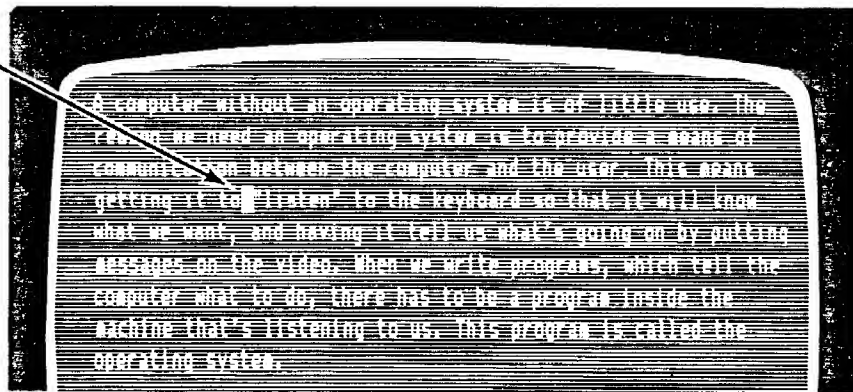 A computer without an operating system is of little use. The
reason we need an operating system is to provide a means of
communication between the computer and the user. This means
getting it to "listen" to the keyboard so that it will know
what we want, and having it tell us what's going on by putting
messages on the video. When we write programs, which tell the
computer what to do, there has to be a program inside the
machine that's listening to us. This program is called the
operating system.